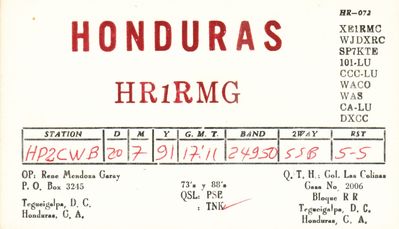 HR-072
HONDURAS
HR1RMG
XE1RMC
WJDXRC
SP7KTE
101-LU
CCC-LU
WACO
WAS
CA-LU
DXCC
STATION D M Y G. M. T. BAND 2WAY RST
HP2CWB 20 7 91 17'11 24950 SSB 5-5
OP: Rene Mendoza Garay
P. O. Box 3245
Tegucigalpa, D. C.
Honduras, C. A.
73's y 88's
QSL: PSE
: TNK
Q. T. H.: Col. Las Colinas
Casa No. 2006
Bloque R R
Tegucigalpa, D. C.
Honduras, C. A.